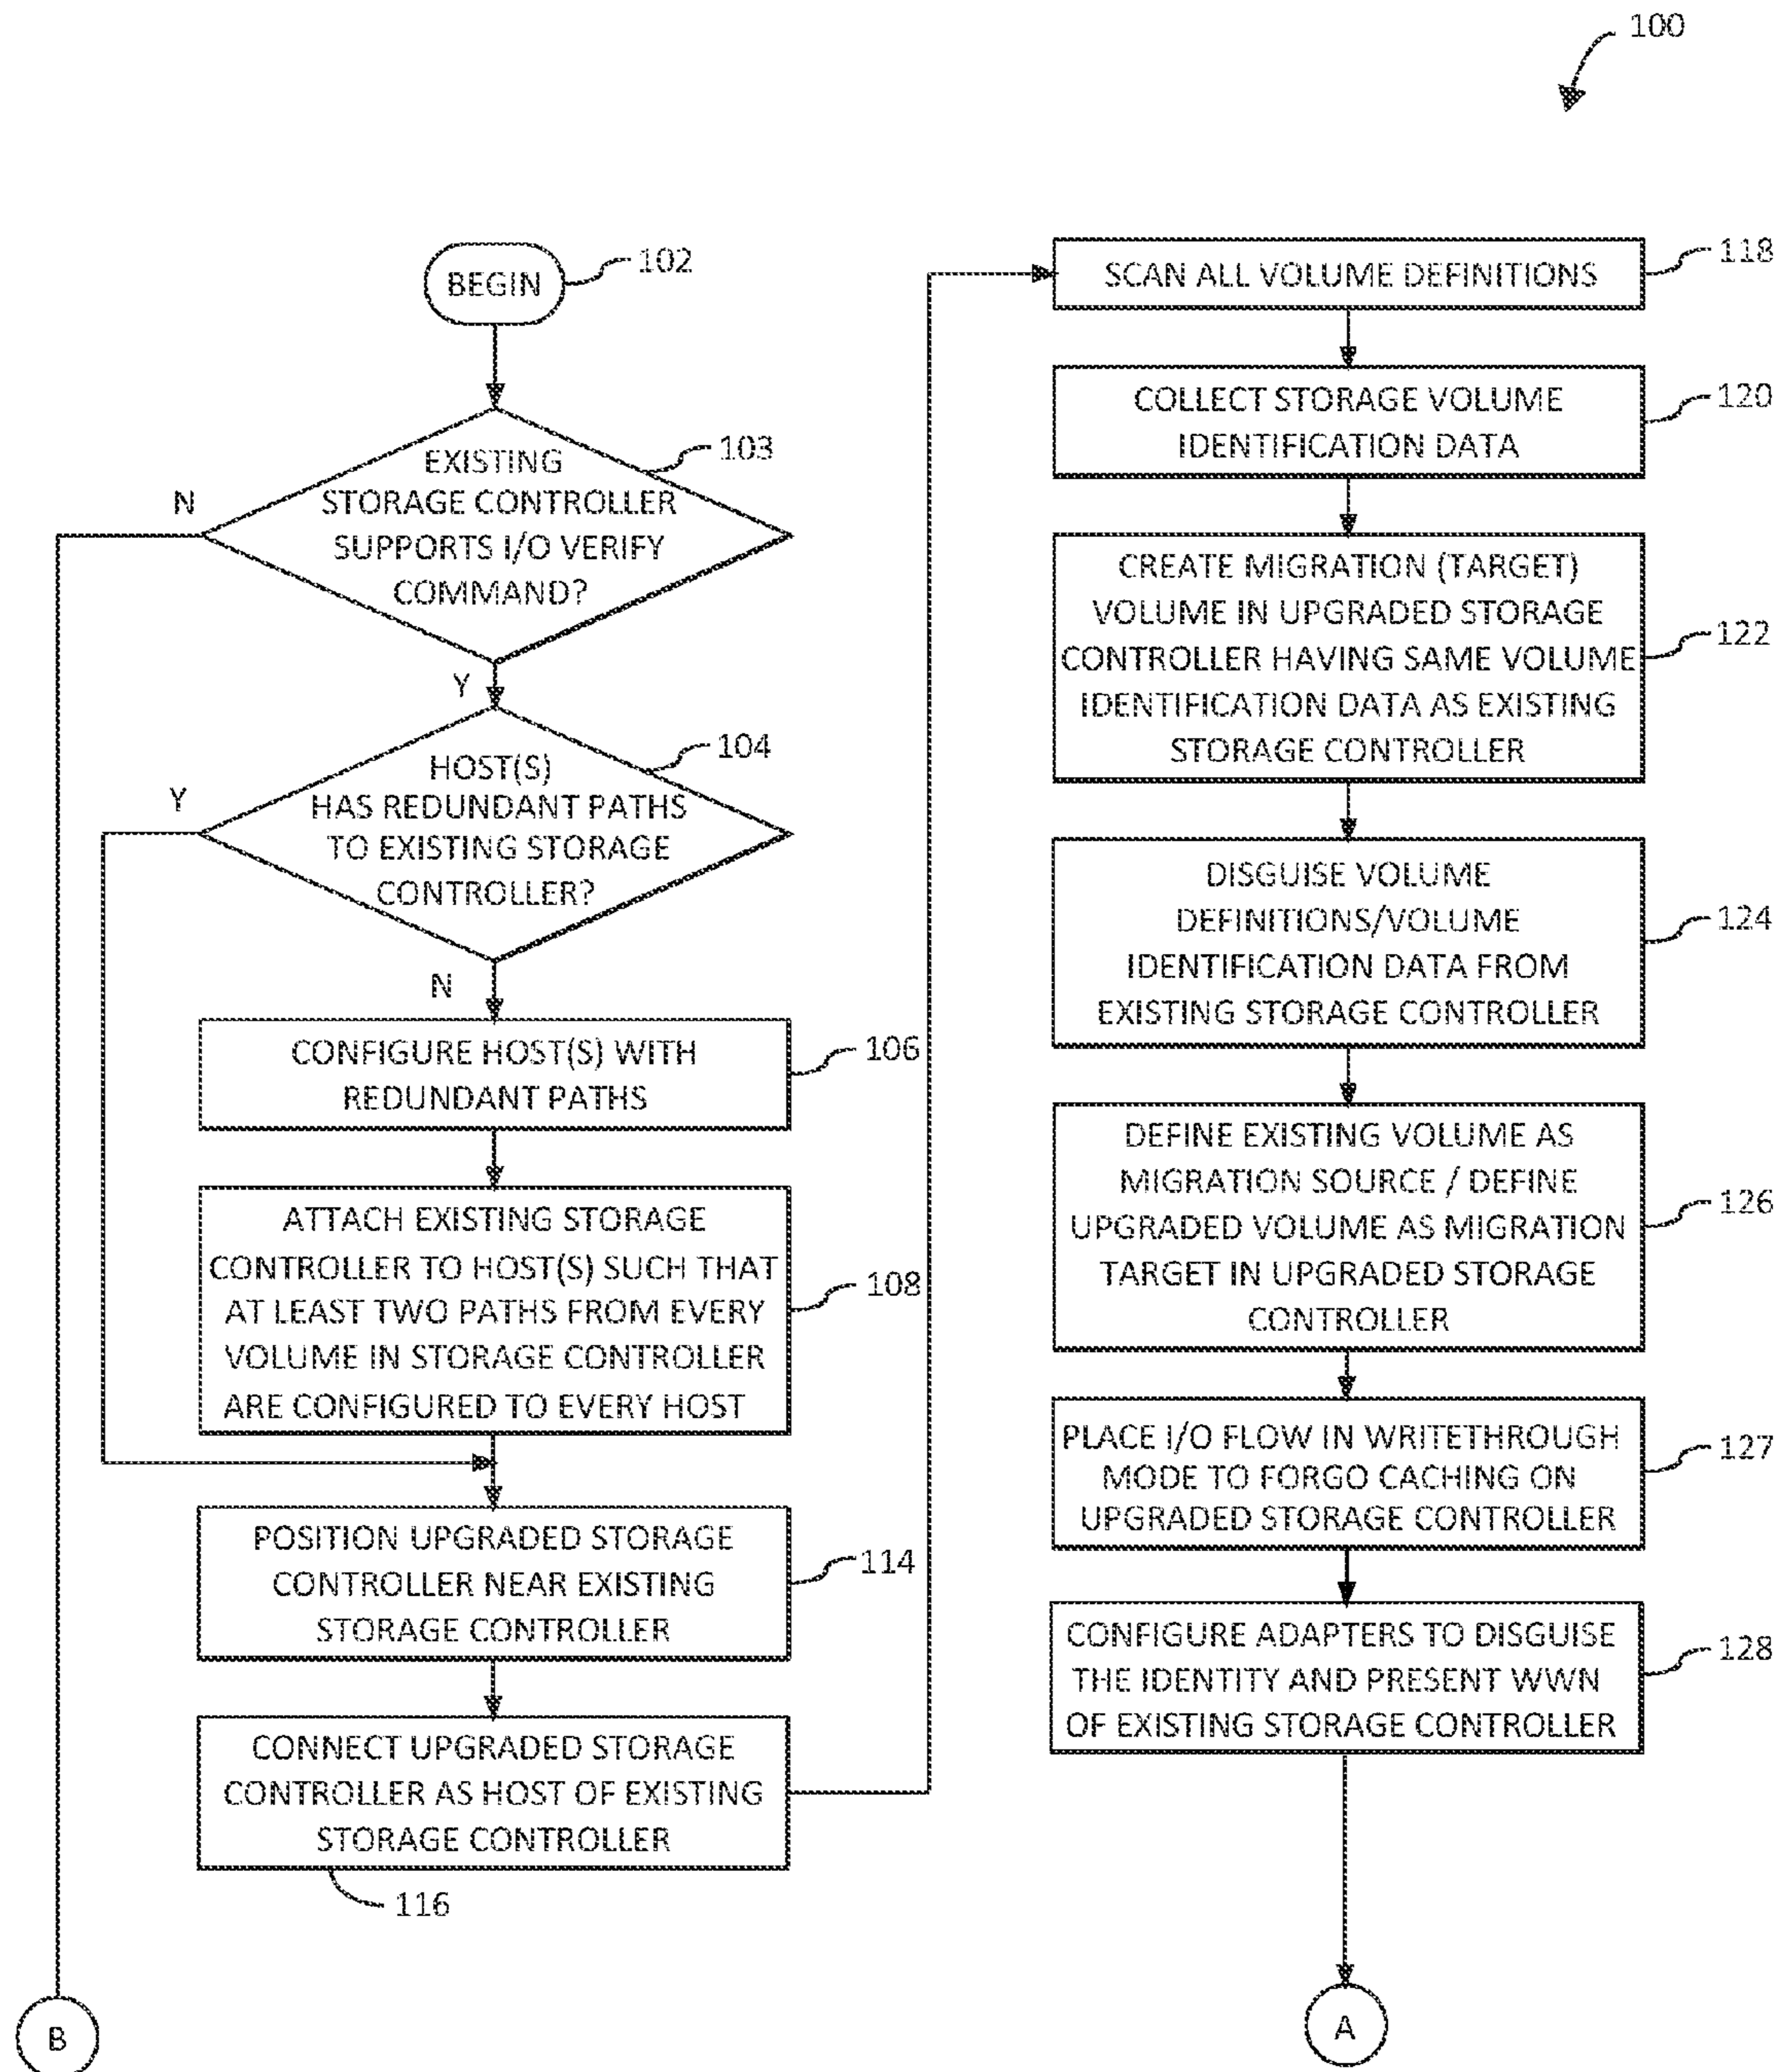 100
BEGIN
102
EXISTING
STORAGE CONTROLLER
SUPPORTS I/O VERIFY
COMMAND?
103
N
Y
HOST(S)
HAS REDUNDANT PATHS
TO EXISTING STORAGE
CONTROLLER?
104
Y
N
CONFIGURE HOST(S) WITH
REDUNDANT PATHS
106
ATTACH EXISTING STORAGE
CONTROLLER TO HOST(S) SUCH THAT
AT LEAST TWO PATHS FROM EVERY
VOLUME IN STORAGE CONTROLLER
ARE CONFIGURED TO EVERY HOST
108
POSITION UPGRADED STORAGE
CONTROLLER NEAR EXISTING
STORAGE CONTROLLER
114
CONNECT UPGRADED STORAGE
CONTROLLER AS HOST OF EXISTING
STORAGE CONTROLLER
116
B
SCAN ALL VOLUME DEFINITIONS
118
COLLECT STORAGE VOLUME
IDENTIFICATION DATA
120
CREATE MIGRATION (TARGET)
VOLUME IN UPGRADED STORAGE
CONTROLLER HAVING SAME VOLUME
IDENTIFICATION DATA AS EXISTING
STORAGE CONTROLLER
122
DISGUISE VOLUME
DEFINITIONS/VOLUME
IDENTIFICATION DATA FROM
EXISTING STORAGE CONTROLLER
124
DEFINE EXISTING VOLUME AS
MIGRATION SOURCE / DEFINE
UPGRADED VOLUME AS MIGRATION
TARGET IN UPGRADED STORAGE
CONTROLLER
126
PLACE I/O FLOW IN WRITETHROUGH
MODE TO FORGO CACHING ON
UPGRADED STORAGE CONTROLLER
127
CONFIGURE ADAPTERS TO DISGUISE
THE IDENTITY AND PRESENT WWN
OF EXISTING STORAGE CONTROLLER
128
A